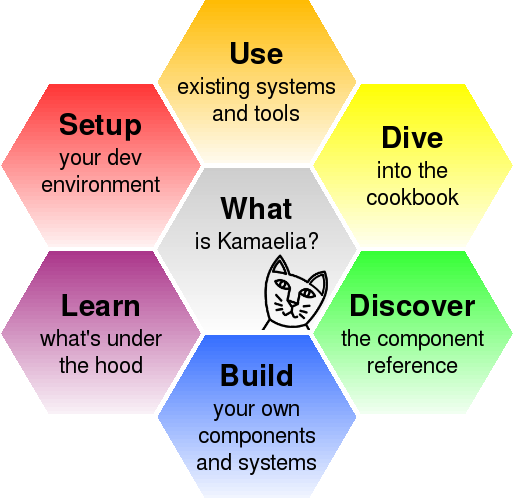 Use
existing systems
and tools
Setup
your dev
environment
Dive
into the
cookbook
What
is Kamaelia?
Learn
what's under
the hood
Discover
the component
reference
Build
your own
components
and systems